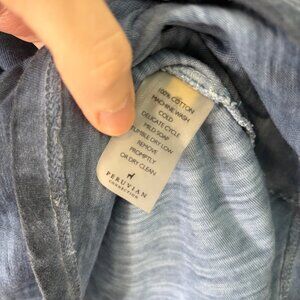 100% COTTON
MACHINE WASH
COLD
DELICATE CYCLE
MILD SOAP
TUMBLE DRY LOW
REMOVE
PROMPTLY
OR DRY CLEAN
PERUVIAN
CONNECTION